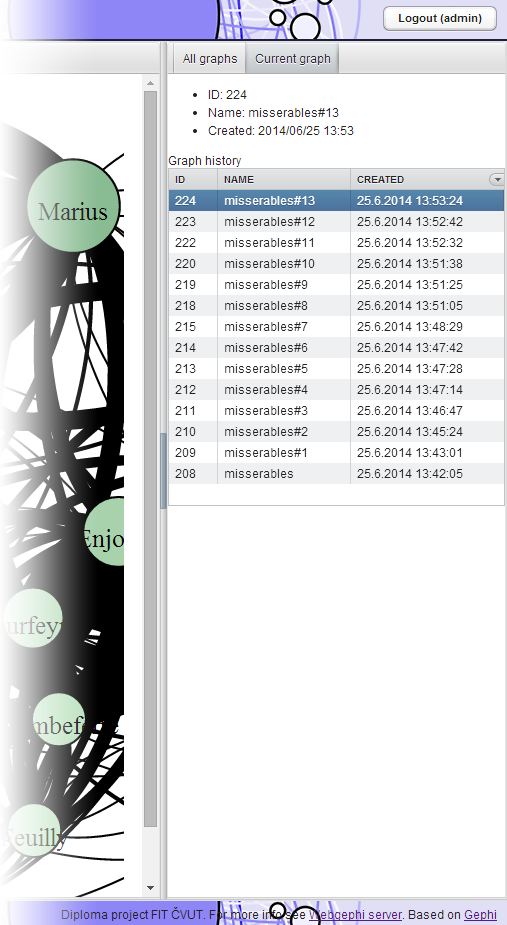 Logout (admin)
All graphs Current graph
ID: 224
Name: misserables#13
Created: 2014/06/25 13:53
Graph history
ID NAME CREATED
224 misserables#13 25.6.2014 13:53:24
223 misserables#12 25.6.2014 13:52:42
222 misserables#11 25.6.2014 13:52:32
220 misserables#10 25.6.2014 13:51:38
219 misserables#9 25.6.2014 13:51:25
218 misserables#8 25.6.2014 13:51:05
215 misserables#7 25.6.2014 13:48:29
214 misserables#6 25.6.2014 13:47:42
213 misserables#5 25.6.2014 13:47:28
212 misserables#4 25.6.2014 13:47:14
211 misserables#3 25.6.2014 13:46:47
210 misserables#2 25.6.2014 13:45:24
209 misserables#1 25.6.2014 13:43:01
208 misserables 25.6.2014 13:42:05
Marius
Enjo
urfey
mbefe
Feuilly
Diploma project FIT ČVUT. For more info see Webgephi server. Based on Gephi